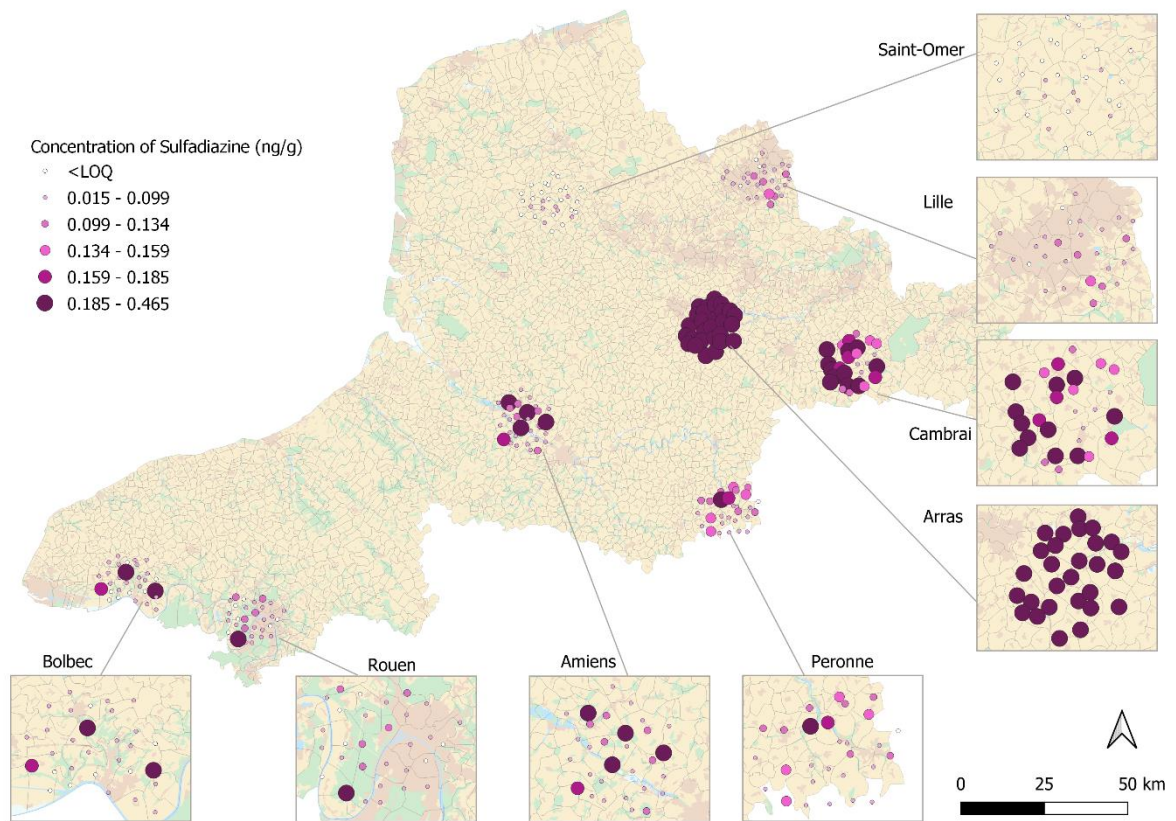 Saint-Omer
Concentration of Sulfadiazine (ng/g)
<LOQ
0.015 - 0.099
0.099 - 0.134
0.134 - 0.159
0.159 - 0.185
0.185 - 0.465
Lille
Cambrai
Arras
Bolbec
Rouen
Amiens
Peronne
0 25 50 km